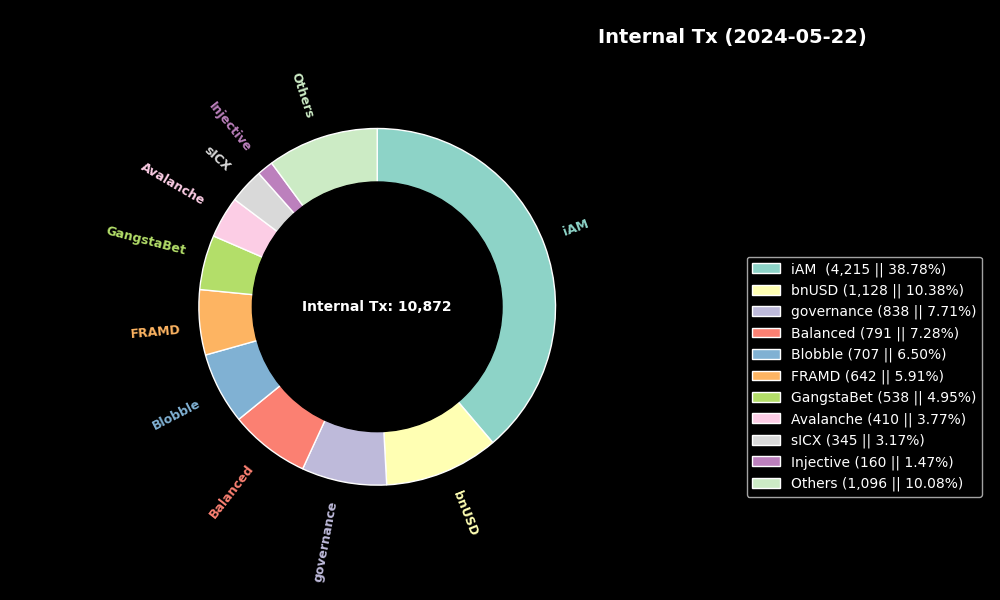 Internal Tx (2024-05-22)
Others
Injective
sICX
Avalanche
GangstaBet
FRAMD
Blobble
Balanced
governance
bnUSD
iAM
Internal Tx: 10,872
iAM  (4,215 || 38.78%)
bnUSD (1,128 || 10.38%)
governance (838 || 7.71%)
Balanced (791 || 7.28%)
Blobble (707 || 6.50%)
FRAMD (642 || 5.91%)
GangstaBet (538 || 4.95%)
Avalanche (410 || 3.77%)
sICX (345 || 3.17%)
Injective (160 || 1.47%)
Others (1,096 || 10.08%)